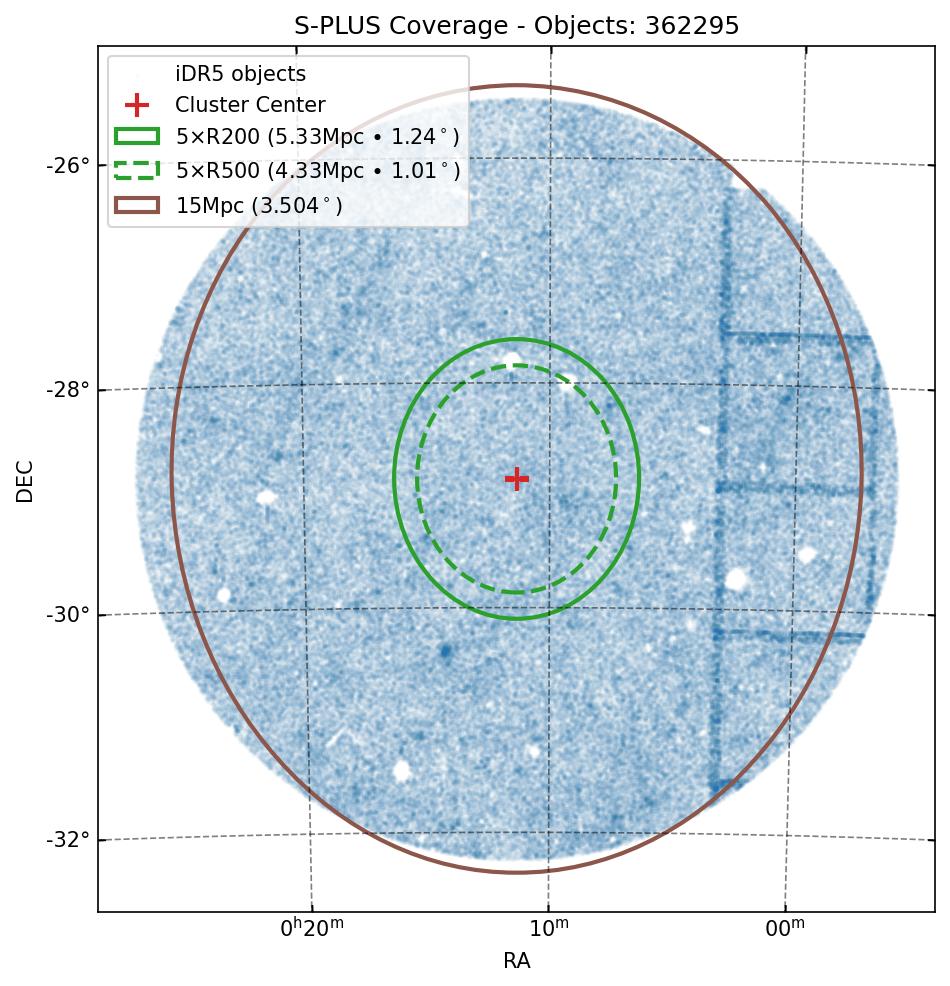 S-PLUS Coverage - Objects: 362295
iDR5 objects
Cluster Center
5×R200 (5.33Mpc • 1.24°)
5×R500 (4.33Mpc • 1.01°)
15Mpc (3.504°)
-26°
-28°
-30°
-32°
DEC
0ʰ20ᵐ
10ᵐ
00ᵐ
RA